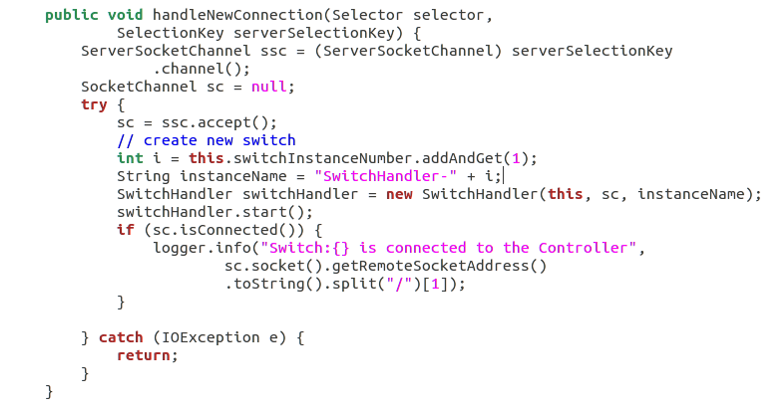 public void handleNewConnection(Selector selector,
        SelectionKey serverSelectionKey) {
    ServerSocketChannel ssc = (ServerSocketChannel) serverSelectionKey
            .channel();
    SocketChannel sc = null;
    try {
        sc = ssc.accept();
        // create new switch
        int i = this.switchInstanceNumber.addAndGet(1);
        String instanceName = "SwitchHandler-" + i;
        SwitchHandler switchHandler = new SwitchHandler(this, sc, instanceName);
        switchHandler.start();
        if (sc.isConnected()) {
            logger.info("Switch:{} is connected to the Controller",
                    sc.socket().getRemoteSocketAddress()
                    .toString().split("/")[1]);
        }

    } catch (IOException e) {
        return;
    }
}